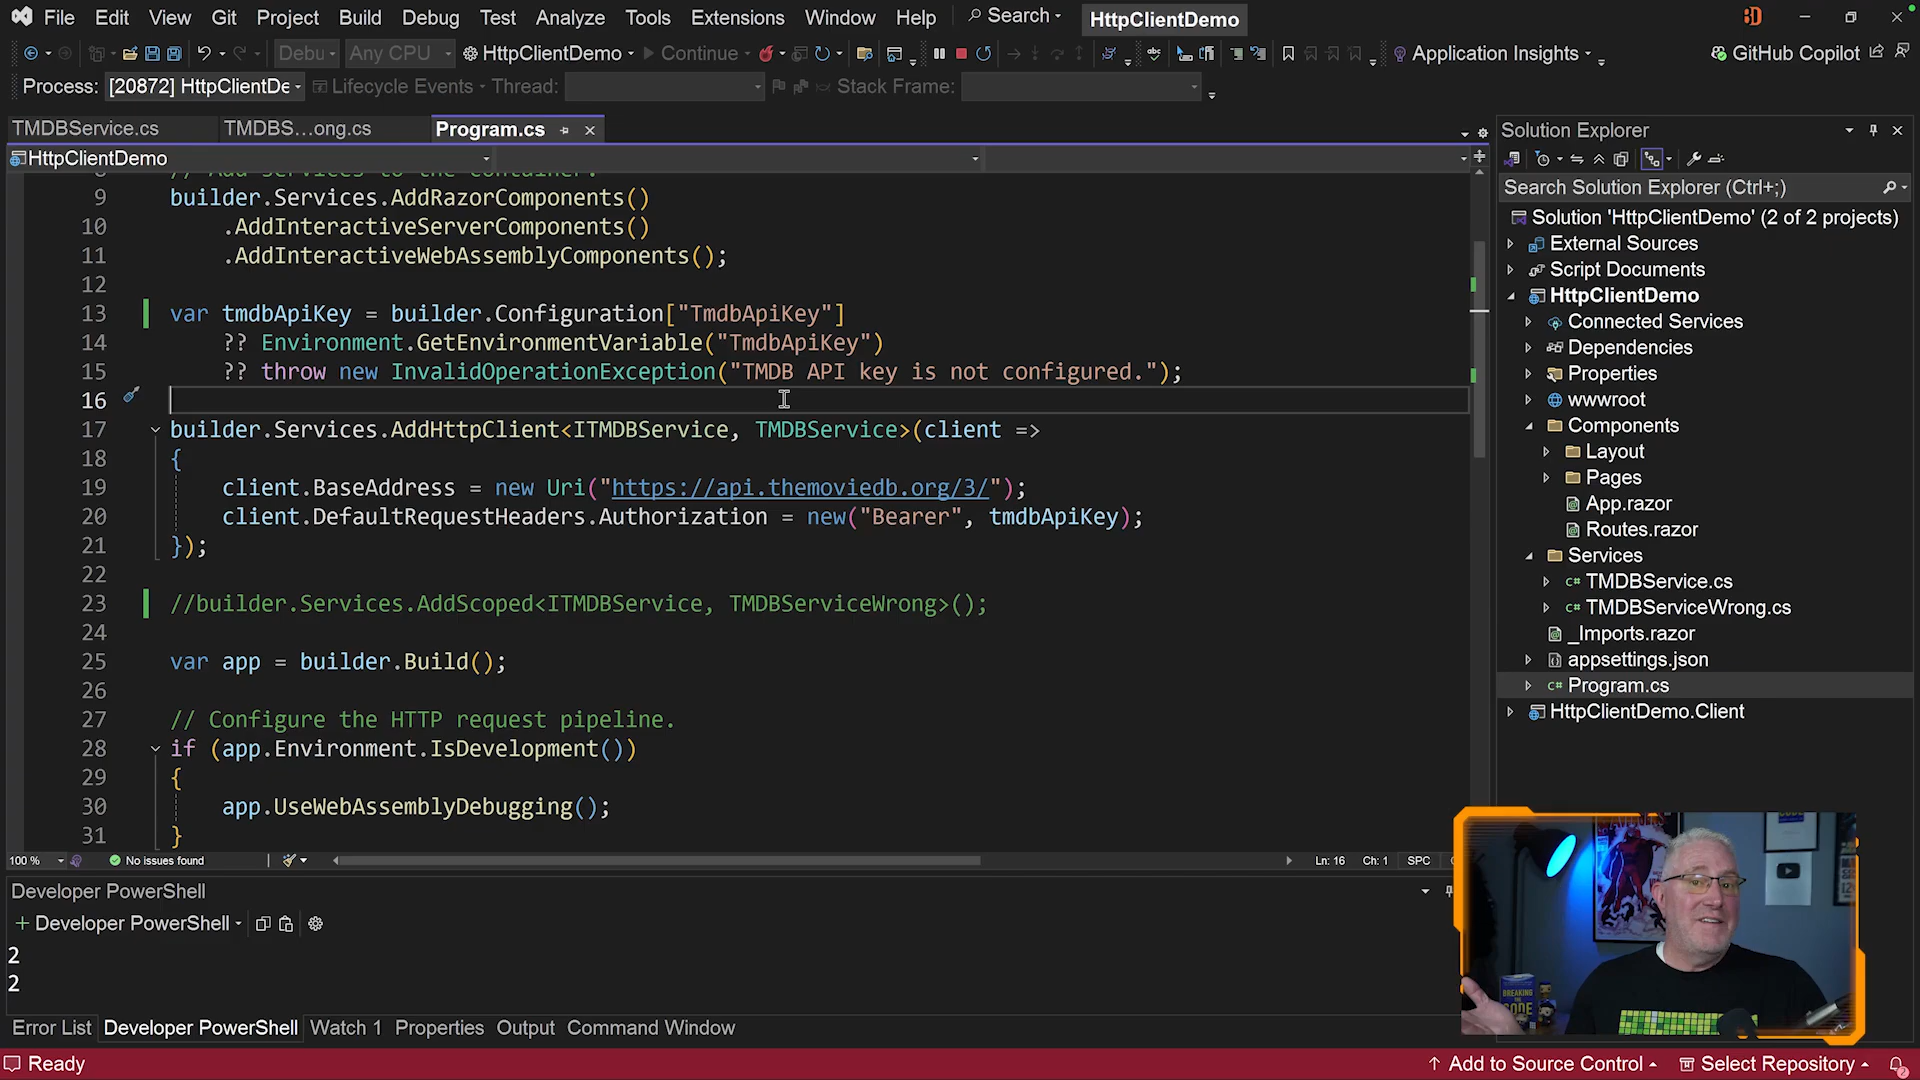 File Edit View Git Project Build Debug Test Analyze Tools Extensions Window Help Search HttpClientDemo
Debu Any CPU HttpClientDemo Continue Application Insights GitHub Copilot
Process: [20872] HttpClientDe Lifecycle Events Thread: Stack Frame:
TMDBService.cs TMDBS...ong.cs Program.cs
HttpClientDemo
8 // Add services to the container.
9 builder.Services.AddRazorComponents()
10 .AddInteractiveServerComponents()
11 .AddInteractiveWebAssemblyComponents();
12
13 var tmdbApiKey = builder.Configuration["TmdbApiKey"]
14 ?? Environment.GetEnvironmentVariable("TmdbApiKey")
15 ?? throw new InvalidOperationException("TMDB API key is not configured.");
16
17 builder.Services.AddHttpClient<ITMDBService, TMDBService>(client =>
18 {
19 client.BaseAddress = new Uri("https://api.themoviedb.org/3/");
20 client.DefaultRequestHeaders.Authorization = new("Bearer", tmdbApiKey);
21 });
22
23 //builder.Services.AddScoped<ITMDBService, TMDBServiceWrong>();
24
25 var app = builder.Build();
26
27 // Configure the HTTP request pipeline.
28 if (app.Environment.IsDevelopment())
29 {
30 app.UseWebAssemblyDebugging();
31 }
100 % No issues found Ln: 16 Ch: 1 SPC
Developer PowerShell
+ Developer PowerShell
2
2
Error List Developer PowerShell Watch 1 Properties Output Command Window
Ready Add to Source Control Select Repository
Solution Explorer
Search Solution Explorer (Ctrl+;)
Solution 'HttpClientDemo' (2 of 2 projects)
External Sources
Script Documents
HttpClientDemo
Connected Services
Dependencies
Properties
wwwroot
Components
Layout
Pages
App.razor
Routes.razor
Services
TMDBService.cs
TMDBServiceWrong.cs
_Imports.razor
appsettings.json
Program.cs
HttpClientDemo.Client
BREAKING
THE
CODE